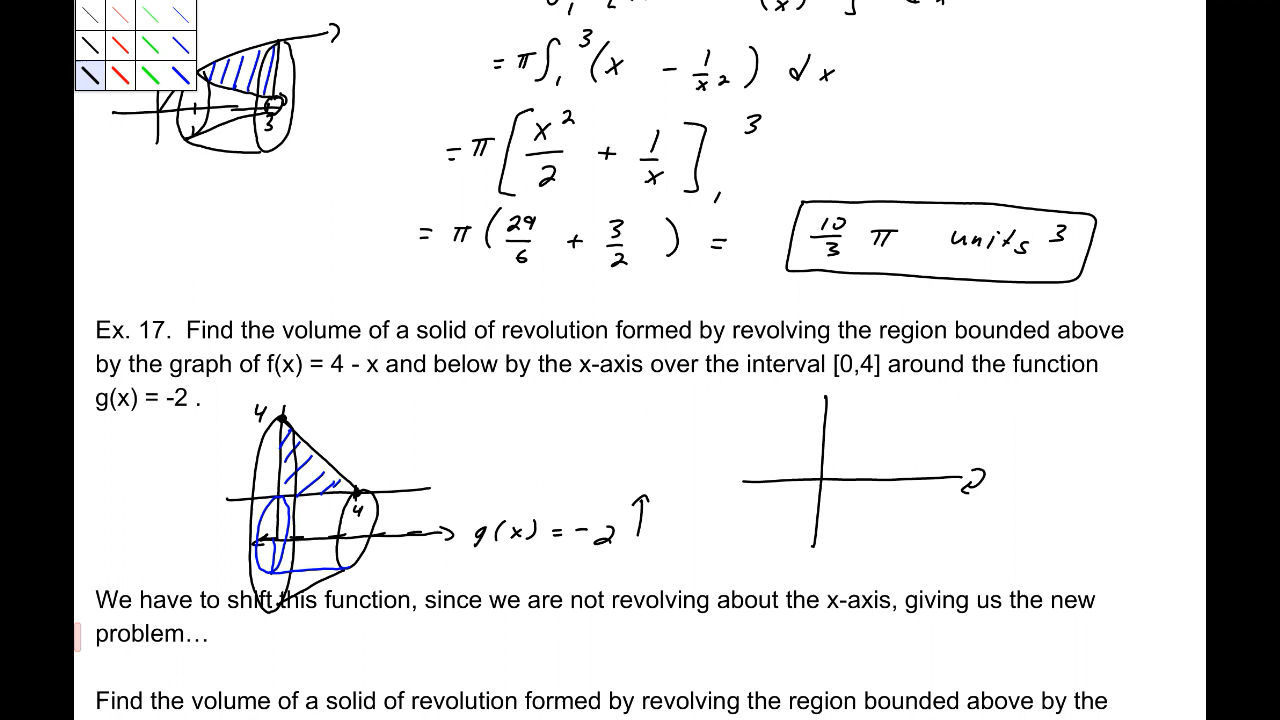 = π∫₁³ (x - 1/x²) dx
3
= π [x²/2 + 1/x]₁³
= π (29/6 + 3/2) = 10/3 π units³
Ex. 17. Find the volume of a solid of revolution formed by revolving the region bounded above
by the graph of f(x) = 4 - x and below by the x-axis over the interval [0,4] around the function
g(x) = -2 .
4
4
g(x) = -2
We have to shift this function, since we are not revolving about the x-axis, giving us the new
problem…
Find the volume of a solid of revolution formed by revolving the region bounded above by the